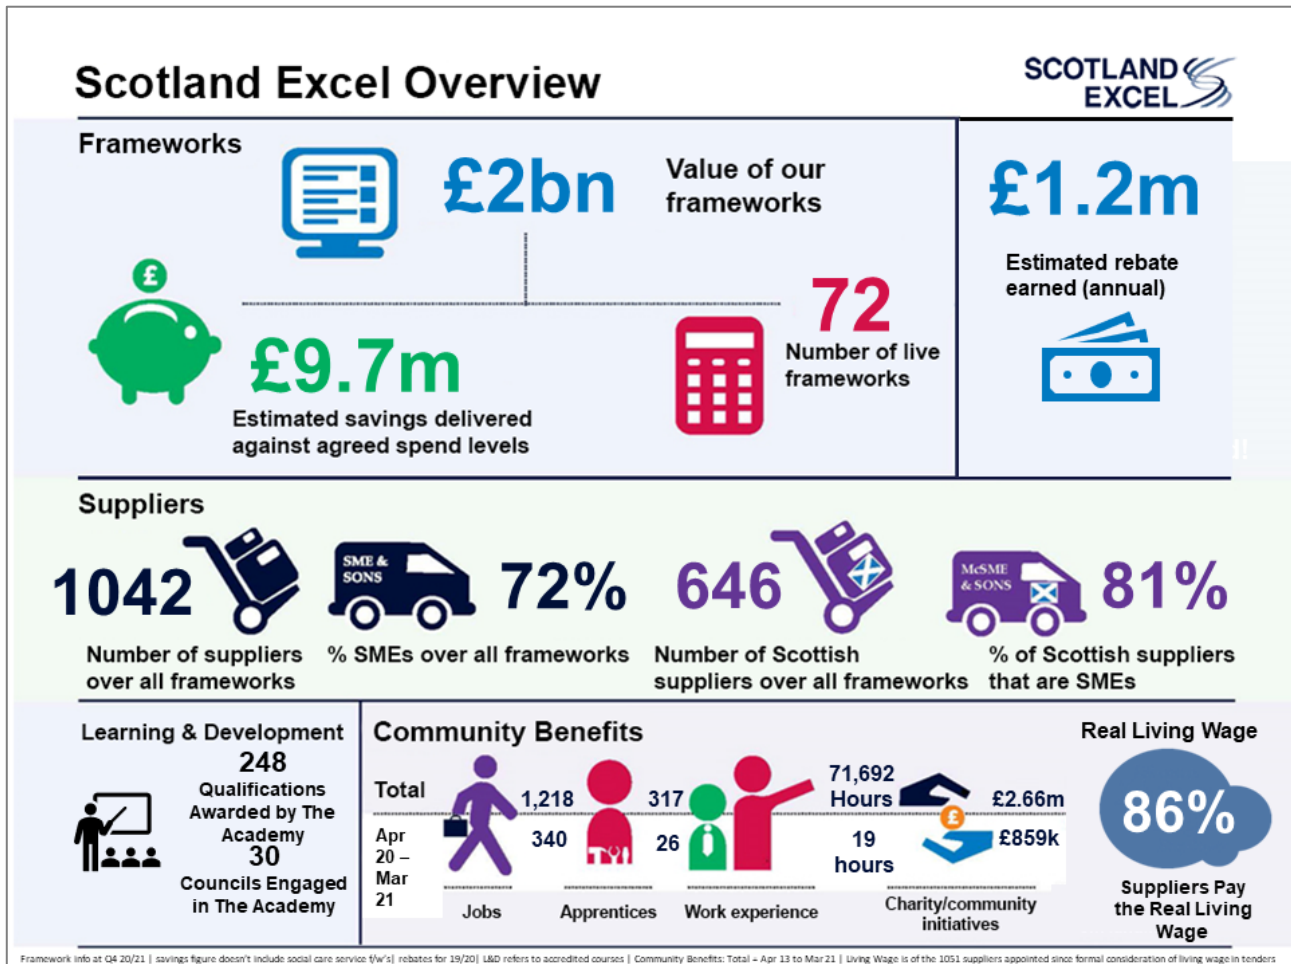 Scotland Excel Overview
SCOTLAND
EXCEL
Frameworks
£2bn
Value of our
frameworks
£
£9.7m
Estimated savings delivered
against agreed spend levels
72
Number of live
frameworks
£1.2m
Estimated rebate
earned (annual)
d!
Suppliers
1042
Number of suppliers
over all frameworks
SME &
SONS
72%
% SMEs over all frameworks
646
Number of Scottish
suppliers over all frameworks
McSME
& SONS
81%
% of Scottish suppliers
that are SMEs
Learning & Development
248
Qualifications
Awarded by The
Academy
30
Councils Engaged
in The Academy
Community Benefits
Total
1,218
317
71,692
Hours
£2.66m
£
Apr
20 –
Mar
21
340
26
19
hours
£859k
Jobs
Apprentices
Work experience
Charity/community
initiatives
Real Living Wage
86%
Suppliers Pay
the Real Living
Wage
Framework info at Q4 20/21 | savings figure doesn't include social care service f/w's| rebates for 19/20| L&D refers to accredited courses | Community Benefits: Total = Apr 13 to Mar 21 | Living Wage is of the 1051 suppliers appointed since formal consideration of living wage in tenders